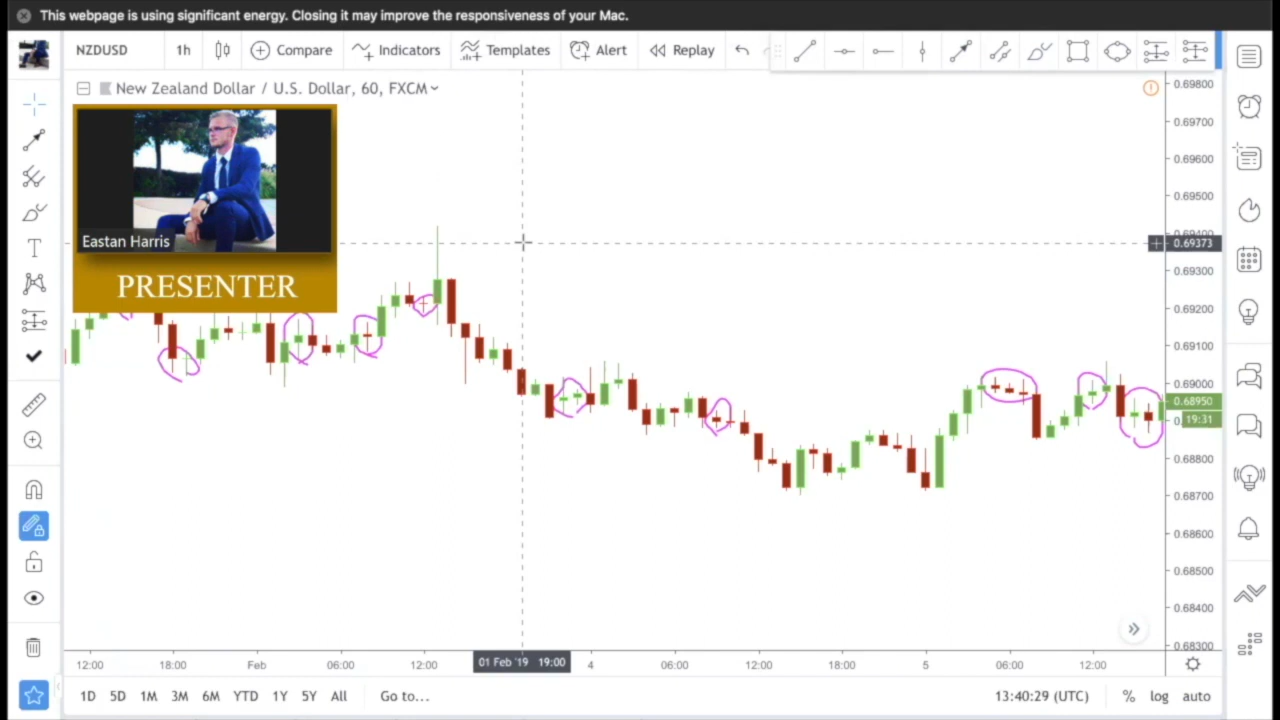 This webpage is using significant energy. Closing it may improve the responsiveness of your Mac.
NZDUSD 1h Compare Indicators Templates Alert Replay
New Zealand Dollar / U.S. Dollar, 60, FXCM
Eastan Harris
PRESENTER
0.69800
0.69700
0.69600
0.69500
0.69373
0.69300
0.69200
0.69100
0.69000
0.68950
19:31
0.68800
0.68700
0.68600
0.68500
0.68400
0.68300
12:00 18:00 Feb 06:00 12:00 01 Feb '19 19:00 4 06:00 12:00 18:00 5 06:00 12:00
1D 5D 1M 3M 6M YTD 1Y 5Y All Go to... 13:40:29 (UTC) % log auto